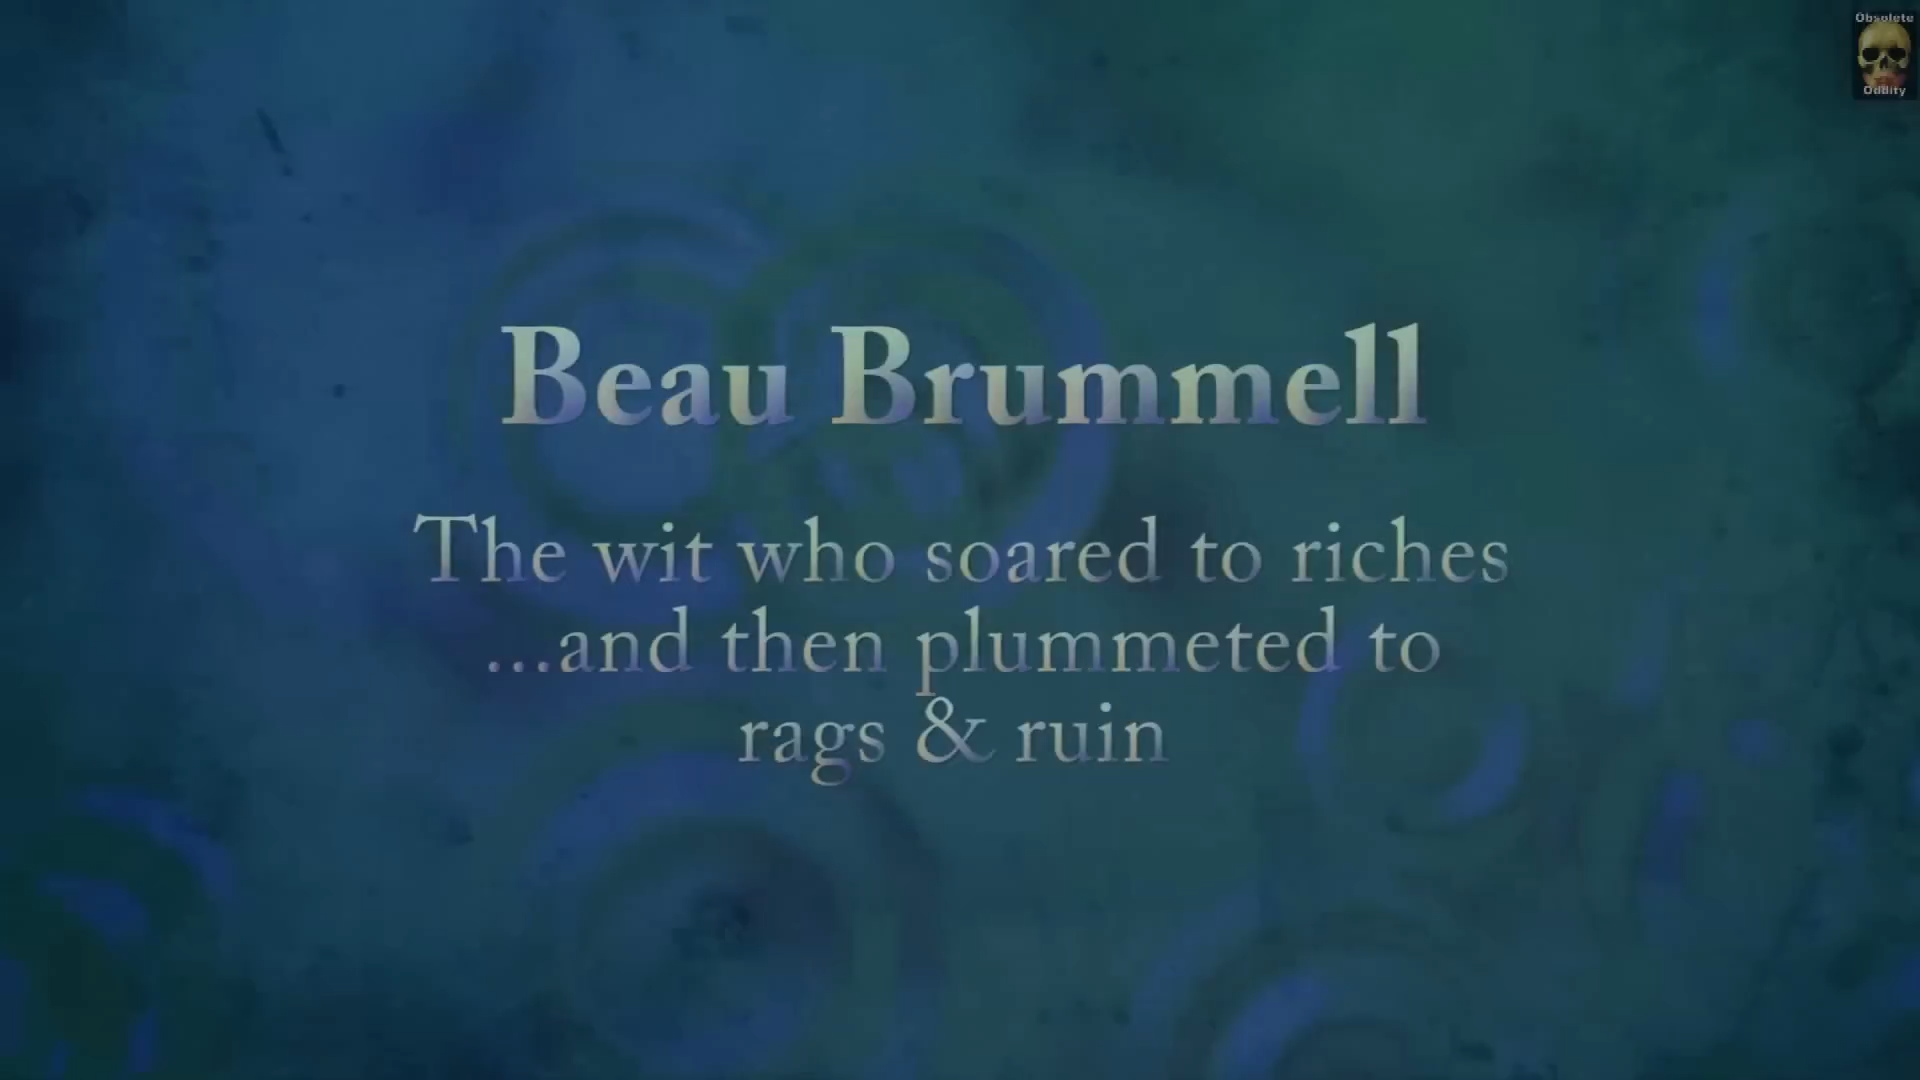 Obsolete
Oddity
Beau Brummell
The wit who soared to riches
...and then plummeted to
rags & ruin